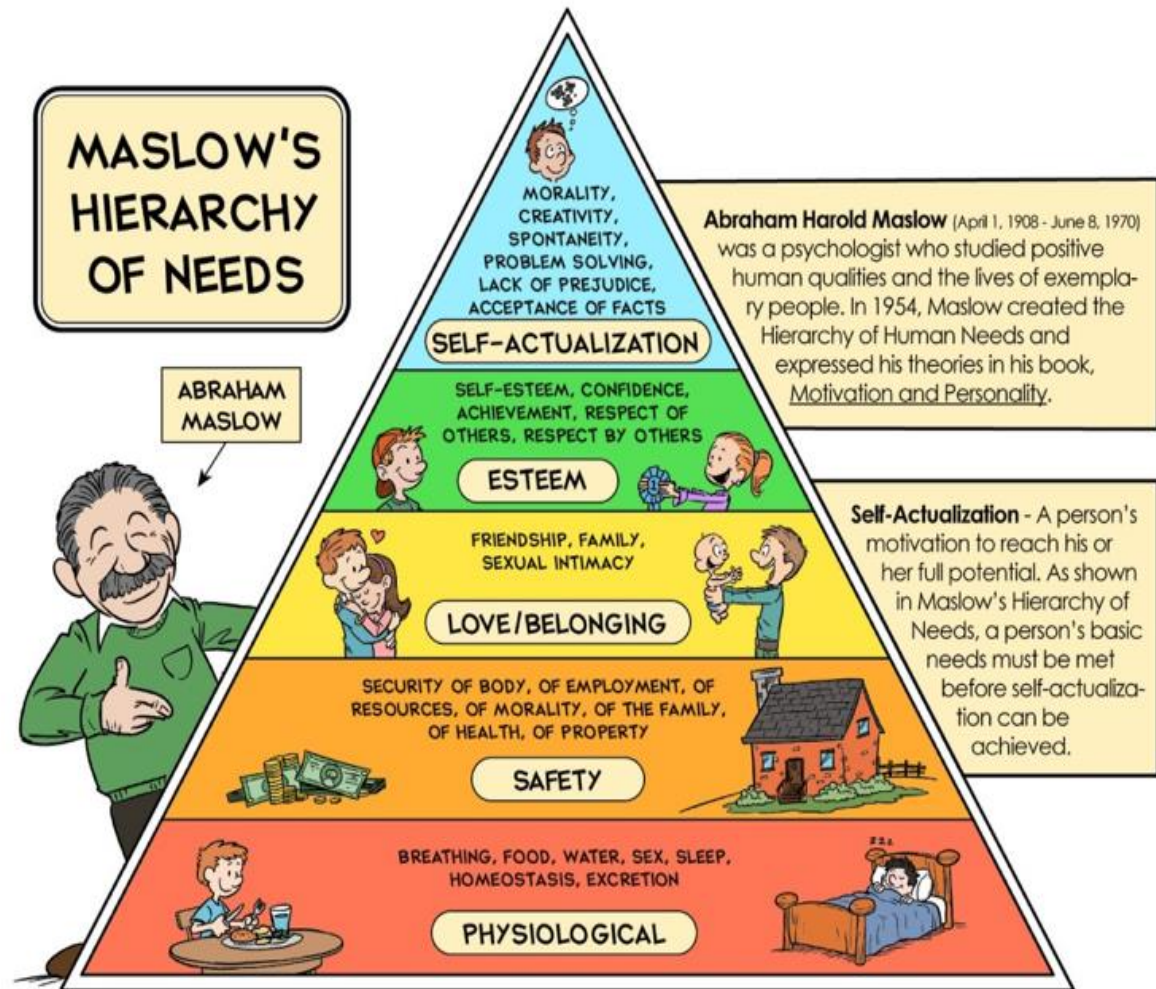 MASLOW'S
HIERARCHY
OF NEEDS
ABRAHAM
MASLOW
MORALITY,
CREATIVITY,
SPONTANEITY,
PROBLEM SOLVING,
LACK OF PREJUDICE,
ACCEPTANCE OF FACTS
SELF-ACTUALIZATION
SELF-ESTEEM, CONFIDENCE,
ACHIEVEMENT, RESPECT OF
OTHERS, RESPECT BY OTHERS
ESTEEM
FRIENDSHIP, FAMILY,
SEXUAL INTIMACY
LOVE/BELONGING
SECURITY OF BODY, OF EMPLOYMENT, OF
RESOURCES, OF MORALITY, OF THE FAMILY,
OF HEALTH, OF PROPERTY
SAFETY
BREATHING, FOOD, WATER, SEX, SLEEP,
HOMEOSTASIS, EXCRETION
PHYSIOLOGICAL
ZZZ
Abraham Harold Maslow (April 1, 1908 - June 8, 1970)
was a psychologist who studied positive
human qualities and the lives of exempla-
ry people. In 1954, Maslow created the
Hierarchy of Human Needs and
expressed his theories in his book,
Motivation and Personality.
Self-Actualization - A person's
motivation to reach his or
her full potential. As shown
in Maslow's Hierarchy of
Needs, a person's basic
needs must be met
before self-actualiza-
tion can be
achieved.